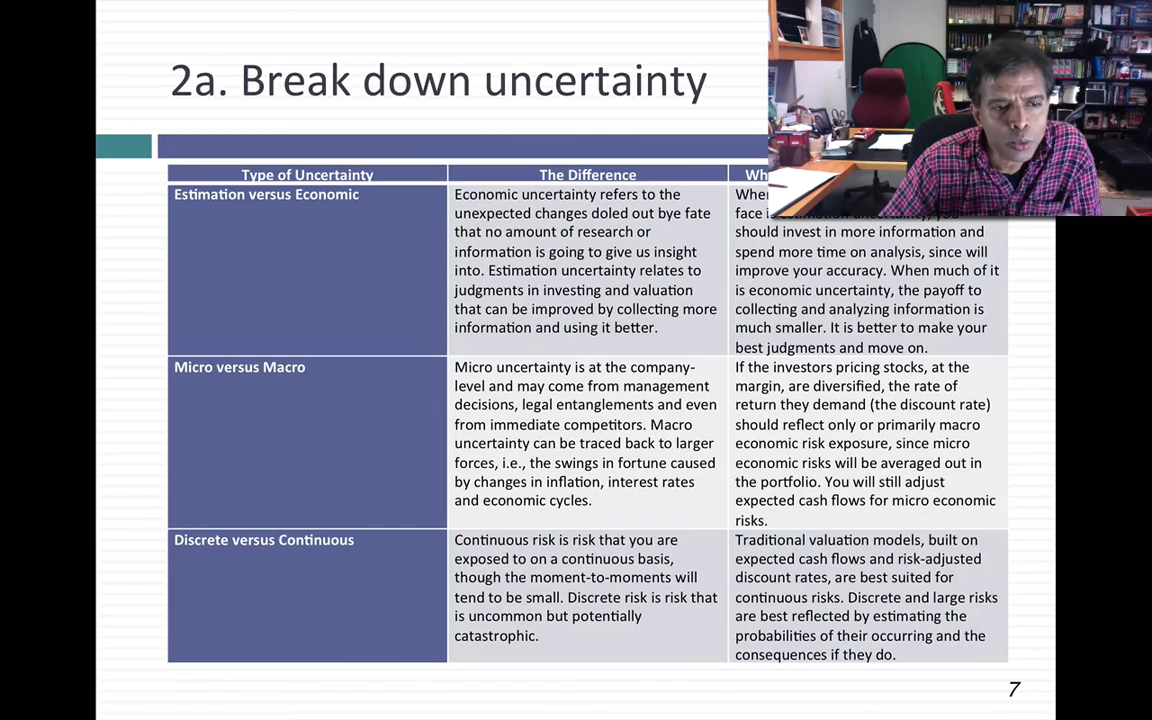 2a. Break down uncertainty
Type of Uncertainty
The Difference
Estimation versus Economic
Economic uncertainty refers to the
unexpected changes doled out bye fate
that no amount of research or
information is going to give us insight
into. Estimation uncertainty relates to
judgments in investing and valuation
that can be improved by collecting more
information and using it better.
face is
should invest in more information and
spend more time on analysis, since will
improve your accuracy. When much of it
is economic uncertainty, the payoff to
collecting and analyzing information is
much smaller. It is better to make your
best judgments and move on.
Micro versus Macro
Micro uncertainty is at the company-
level and may come from management
decisions, legal entanglements and even
from immediate competitors. Macro
uncertainty can be traced back to larger
forces, i.e., the swings in fortune caused
by changes in inflation, interest rates
and economic cycles.
If the investors pricing stocks, at the
margin, are diversified, the rate of
return they demand (the discount rate)
should reflect only or primarily macro
economic risk exposure, since micro
economic risks will be averaged out in
the portfolio. You will still adjust
expected cash flows for micro economic
risks.
Discrete versus Continuous
Continuous risk is risk that you are
exposed to on a continuous basis,
though the moment-to-moments will
tend to be small. Discrete risk is risk that
is uncommon but potentially
catastrophic.
Traditional valuation models, built on
expected cash flows and risk-adjusted
discount rates, are best suited for
continuous risks. Discrete and large risks
are best reflected by estimating the
probabilities of their occurring and the
consequences if they do.
7